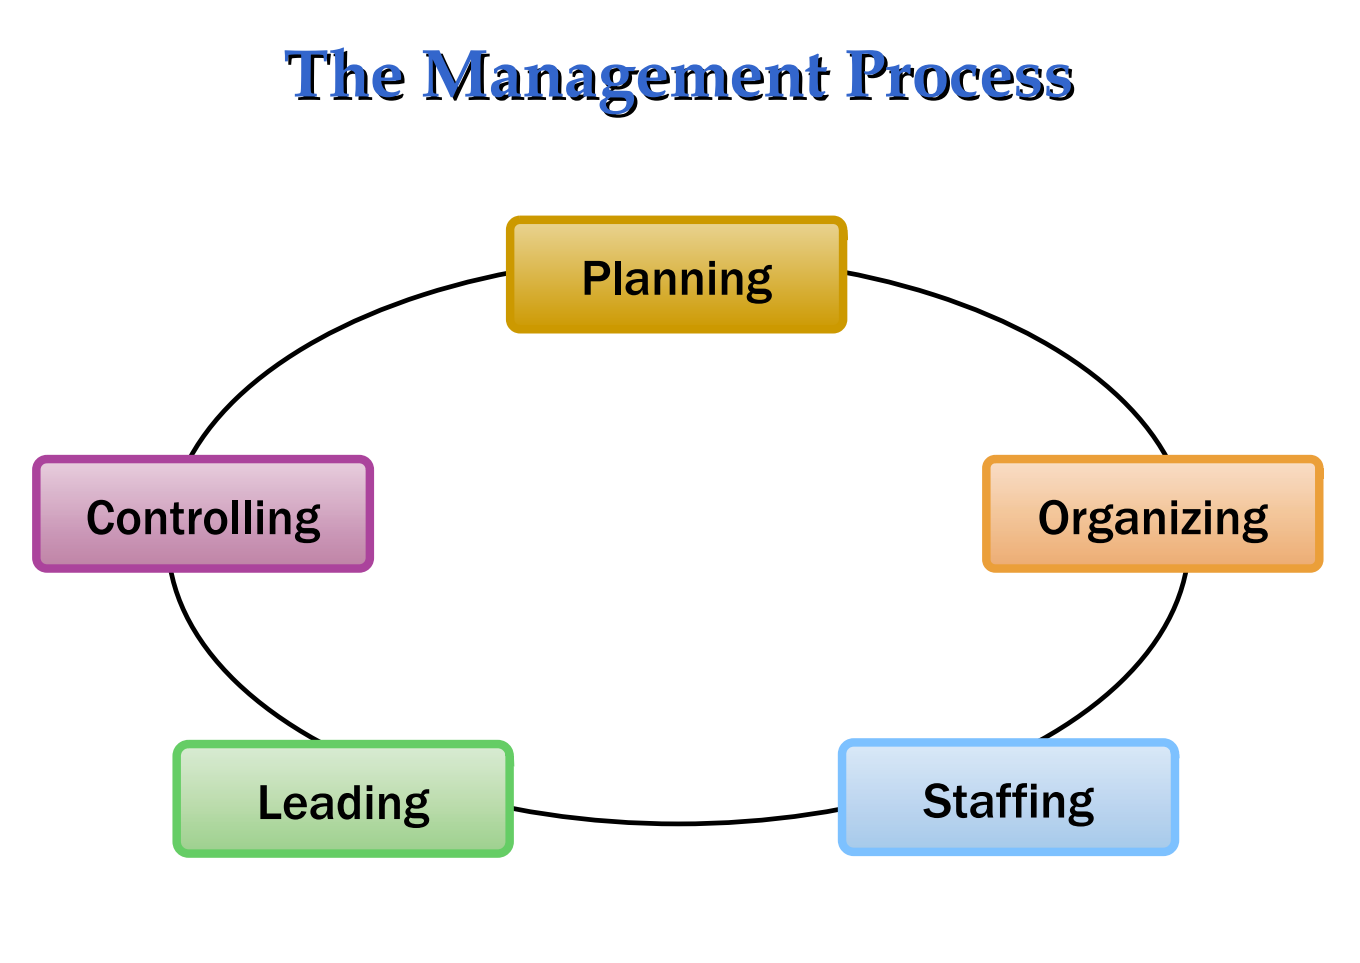 The Management Process
Planning
Controlling
Organizing
Leading
Staffing